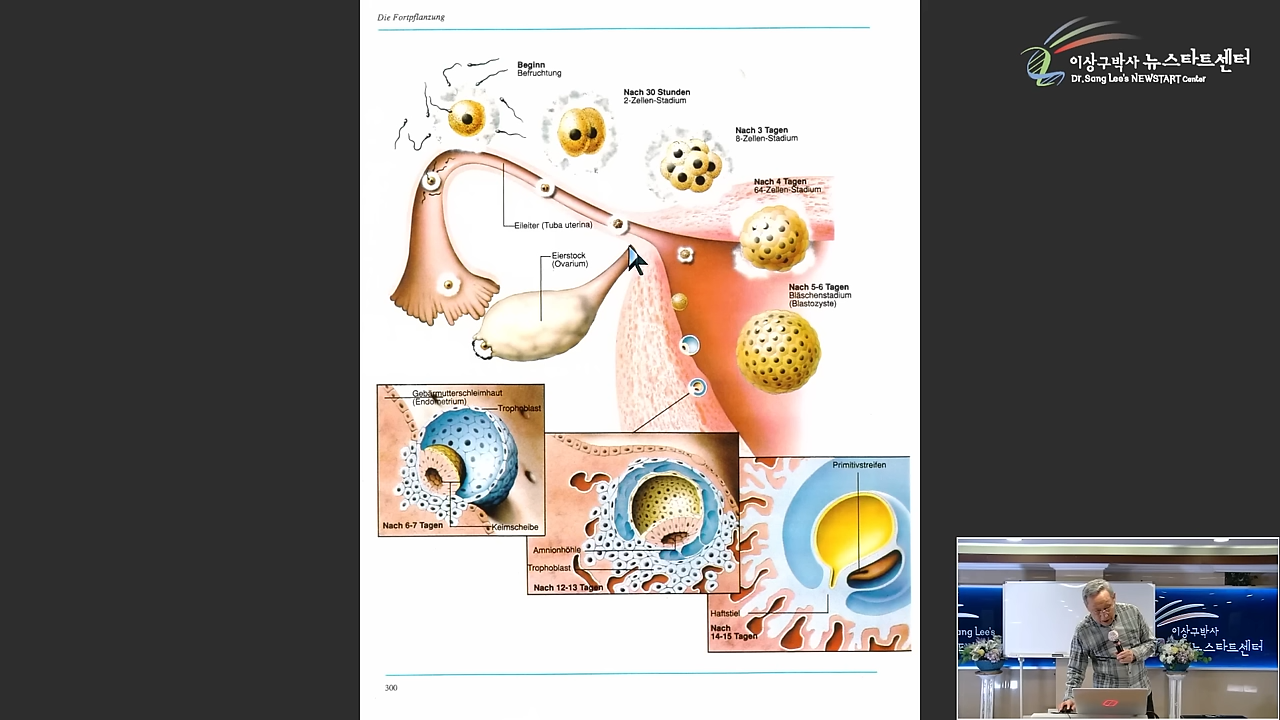 Die Fortpflanzung
이상구박사 뉴스타트센터
Dr. Sang Lee's NEWSTART Center
Beginn
Befruchtung
Nach 30 Stunden
2-Zellen-Stadium
Nach 3 Tagen
8-Zellen-Stadium
Nach 4 Tagen
64-Zellen-Stadium
Eileiter (Tuba uterina)
Eierstock
(Ovarium)
Nach 5-6 Tagen
Bläschenstadium
(Blastozyste)
Gebärmutterschleimhaut
(Endometrium)
Trophoblast
Nach 6-7 Tagen
Keimscheibe
Amnionhöhle
Trophoblast
Nach 12-13 Tagen
Primitivstreifen
Haftstiel
Nach
14-15 Tagen
300
ang Lee's
이상구박사
뉴스타트센터